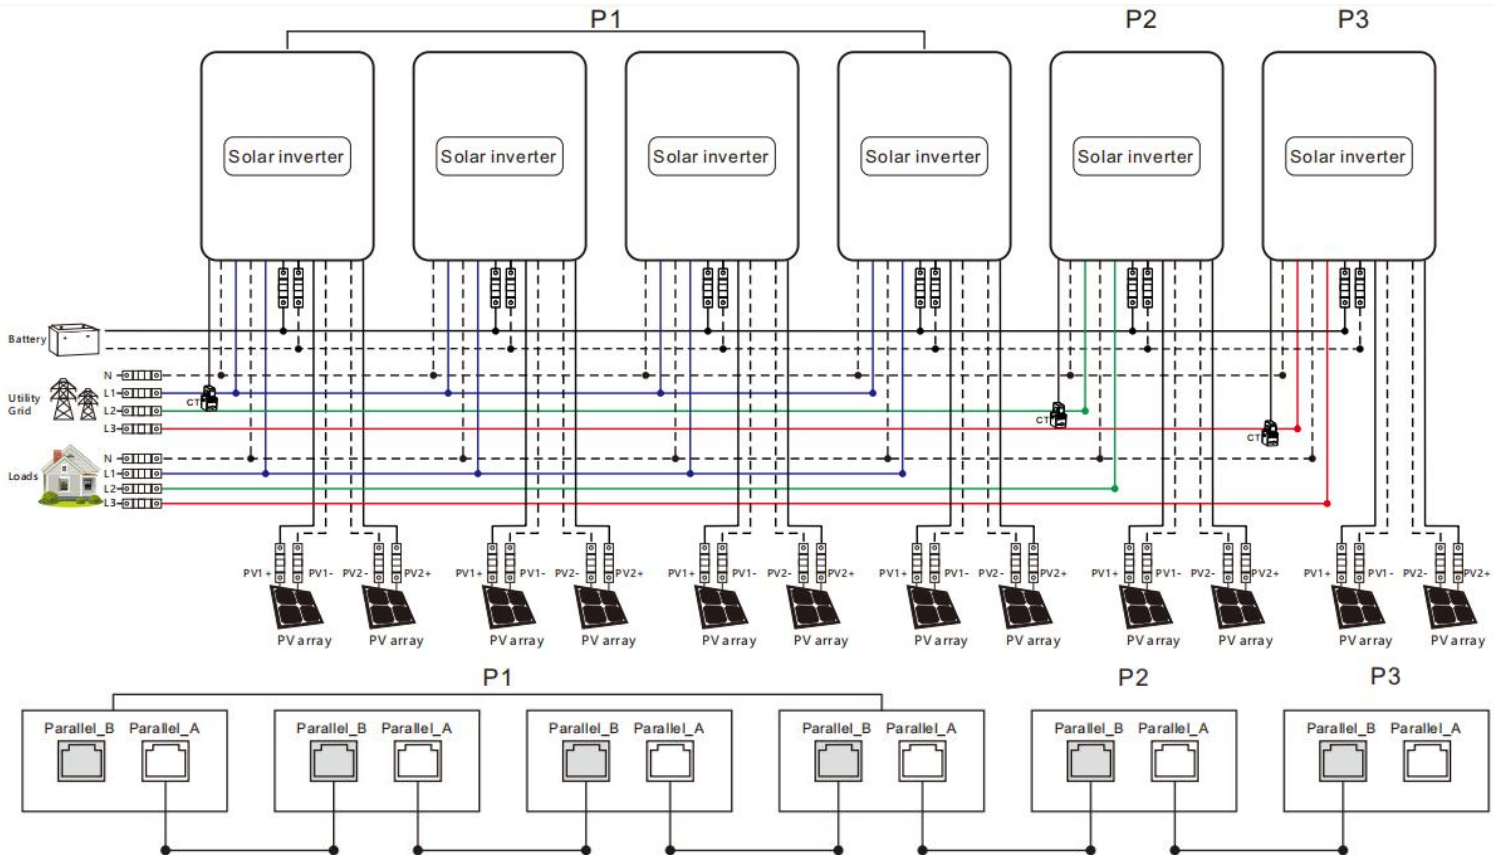 P1 P2 P3
Solar inverter Solar inverter Solar inverter Solar inverter Solar inverter Solar inverter
Battery + -
N
Utility Grid
L1 CT
L2 CT
L3 CT
N
Loads L1
L2
L3
PV1+ PV1- PV2- PV2+ PV1+ PV1- PV2- PV2+ PV1+ PV1- PV2- PV2+ PV1+ PV1- PV2- PV2+ PV1+ PV1- PV2- PV2+ PV1+ PV1- PV2- PV2+
PV array PV array PV array PV array PV array PV array PV array PV array PV array PV array PV array PV array
P1 P2 P3
Parallel_B Parallel_A Parallel_B Parallel_A Parallel_B Parallel_A Parallel_B Parallel_A Parallel_B Parallel_A Parallel_B Parallel_A